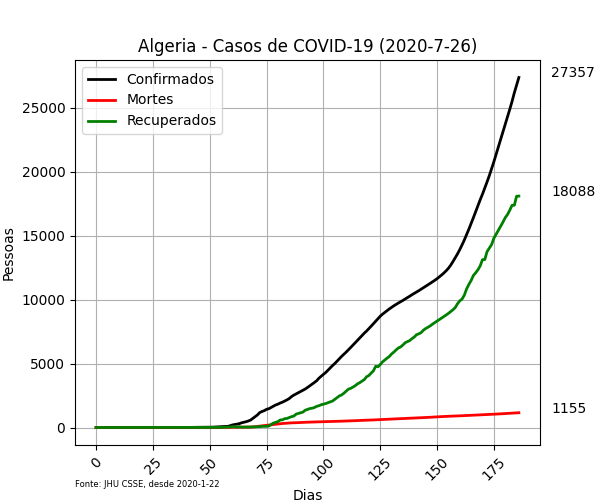 Algeria - Casos de COVID-19 (2020-7-26)
Confirmados
Mortes
Recuperados
27357
18088
1155
Pessoas
25000
20000
15000
10000
5000
0
0
25
50
75
100
125
150
175
Fonte: JHU CSSE, desde 2020-1-22
Dias